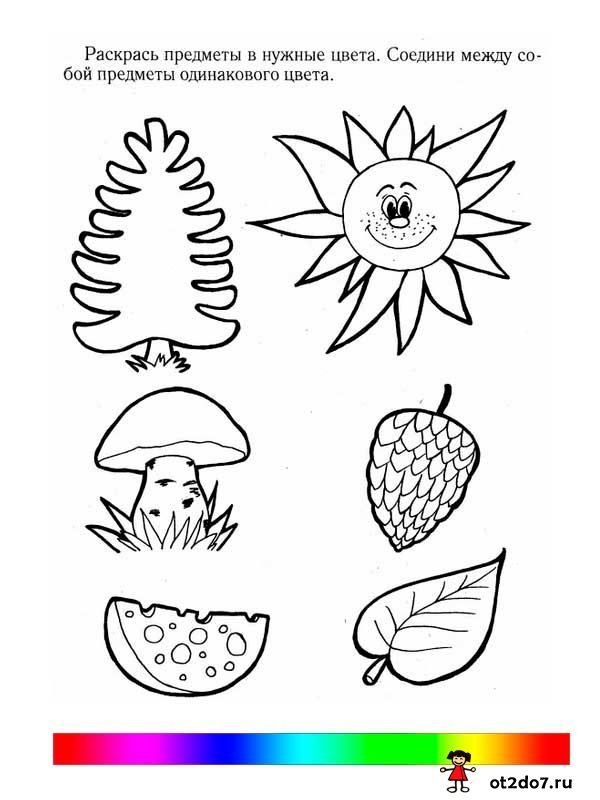 Раскрась предметы в нужные цвета. Соедини между со-
бой предметы одинакового цвета.
ot2do7.ru